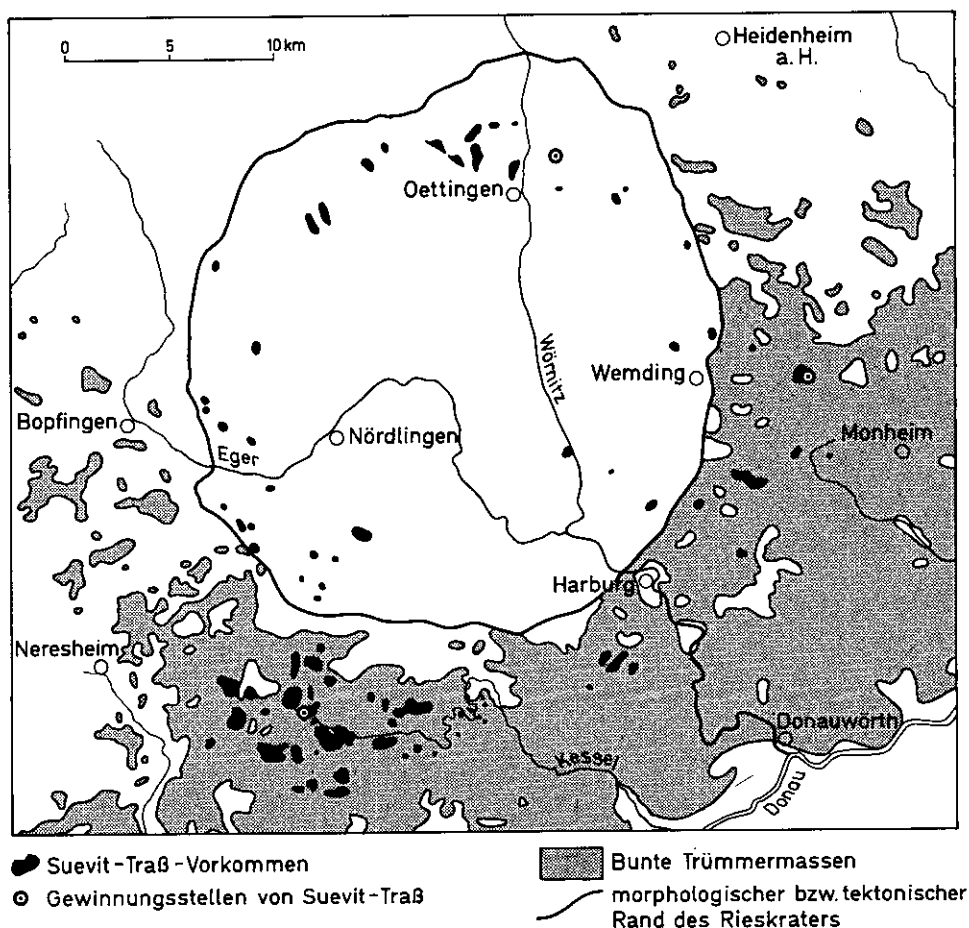 0 5 10 km
Heidenheim
a. H.
Oettingen
Wörnitz
Wemding
Bopfingen
Nördlingen
Eger
Monheim
Harburg
Neresheim
Donauwörth
Kessel
Donau
Suevit-Traß-Vorkommen
Gewinnungsstellen von Suevit-Traß
Bunte Trümmermassen
morphologischer bzw. tektonischer
Rand des Rieskraters